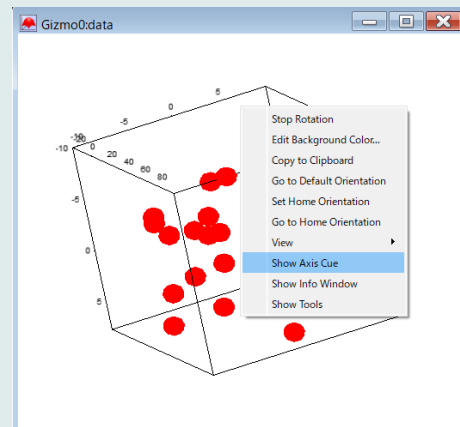 Gizmo0:data
5
0
-5
-10
-20
-10
0
20
40
60
80
-5
0
5
Stop Rotation
Edit Background Color...
Copy to Clipboard
Go to Default Orientation
Set Home Orientation
Go to Home Orientation
View
Show Axis Cue
Show Info Window
Show Tools